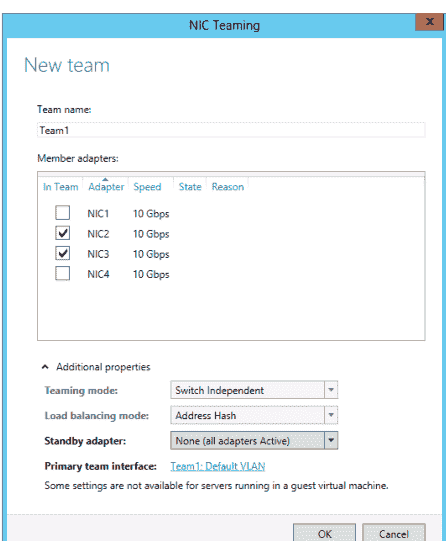 NIC Teaming
x
New team
Team name:
Team1
Member adapters:
In Team Adapter Speed State Reason
NIC1 10 Gbps
NIC2 10 Gbps
NIC3 10 Gbps
NIC4 10 Gbps
Additional properties
Teaming mode: Switch Independent
Load balancing mode: Address Hash
Standby adapter: None (all adapters Active)
Primary team interface: Team1: Default VLAN
Some settings are not available for servers running in a guest virtual machine.
OK Cancel